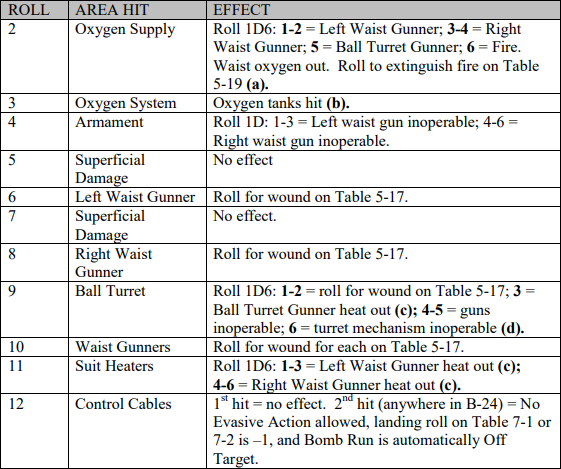 ROLL AREA HIT EFFECT
2 Oxygen Supply Roll 1D6: 1-2 = Left Waist Gunner; 3-4 = Right
Waist Gunner; 5 = Ball Turret Gunner; 6 = Fire.
Waist oxygen out. Roll to extinguish fire on Table
5-19 (a).
3 Oxygen System Oxygen tanks hit (b).
4 Armament Roll 1D: 1-3 = Left waist gun inoperable; 4-6 =
Right waist gun inoperable.
5 Superficial No effect
Damage
6 Left Waist Gunner Roll for wound on Table 5-17.
7 Superficial No effect.
Damage
8 Right Waist Roll for wound on Table 5-17.
Gunner
9 Ball Turret Roll 1D6: 1-2 = roll for wound on Table 5-17; 3 =
Ball Turret Gunner heat out (c); 4-5 = guns
inoperable; 6 = turret mechanism inoperable (d).
10 Waist Gunners Roll for wound for each on Table 5-17.
11 Suit Heaters Roll 1D6: 1-3 = Left Waist Gunner heat out (c);
4-6 = Right Waist Gunner heat out (c).
12 Control Cables 1st hit = no effect. 2nd hit (anywhere in B-24) = No
Evasive Action allowed, landing roll on Table 7-1 or
7-2 is –1, and Bomb Run is automatically Off
Target.